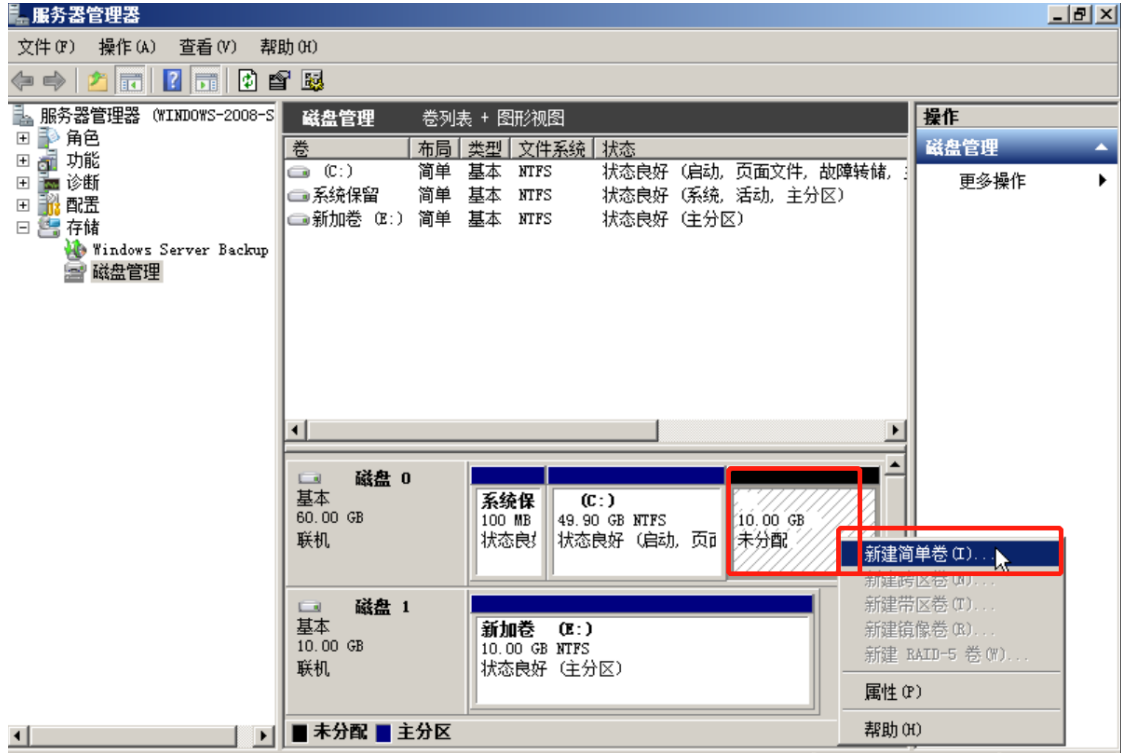 服务器管理器
文件(F) 操作(A) 查看(V) 帮助(H)
服务器管理器 (WINDOWS-2008-S
角色
功能
诊断
配置
存储
Windows Server Backup
磁盘管理
磁盘管理 卷列表 + 图形视图
卷 布局 类型 文件系统 状态
(C:) 简单 基本 NTFS 状态良好 (启动, 页面文件, 故障转储,
系统保留 简单 基本 NTFS 状态良好 (系统, 活动, 主分区)
新加卷 (E:) 简单 基本 NTFS 状态良好 (主分区)
磁盘 0
基本
60.00 GB
联机
系统保
100 MB
状态良
(C:)
49.90 GB NTFS
状态良好 (启动, 页面
10.00 GB
未分配
磁盘 1
基本
10.00 GB
联机
新加卷 (E:)
10.00 GB NTFS
状态良好 (主分区)
未分配 主分区
新建简单卷(I)...
新建跨区卷(N)...
新建带区卷(T)...
新建镜像卷(R)...
新建 RAID-5 卷(W)...
属性(P)
帮助(H)
操作
磁盘管理
更多操作